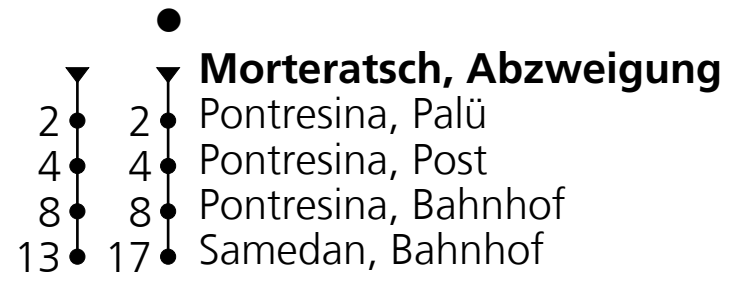 Morteratsch, Abzweigung
2 2 Pontresina, Palü
4 4 Pontresina, Post
8 8 Pontresina, Bahnhof
13 17 Samedan, Bahnhof